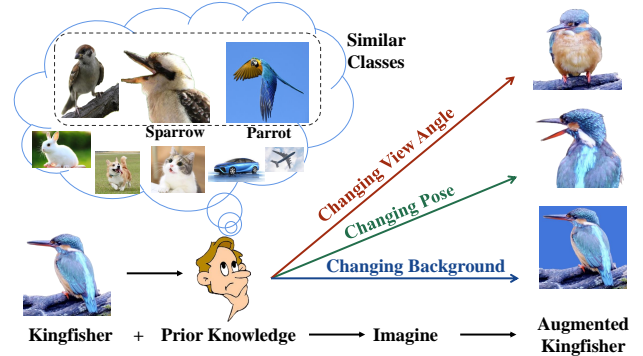 Similar
Classes
Sparrow
Parrot
Changing View Angle
Changing Pose
Changing Background
Kingfisher + Prior Knowledge Imagine Augmented
Kingfisher